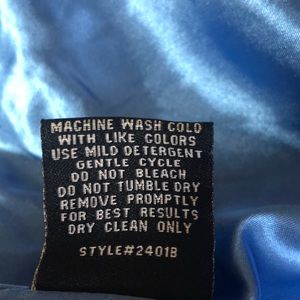 MACHINE WASH COLD
WITH LIKE COLORS
USE MILD DETERGENT
GENTLE CYCLE
DO NOT BLEACH
DO NOT TUMBLE DRY
REMOVE PROMPTLY
FOR BEST RESULTS
DRY CLEAN ONLY
STYLE#2401B